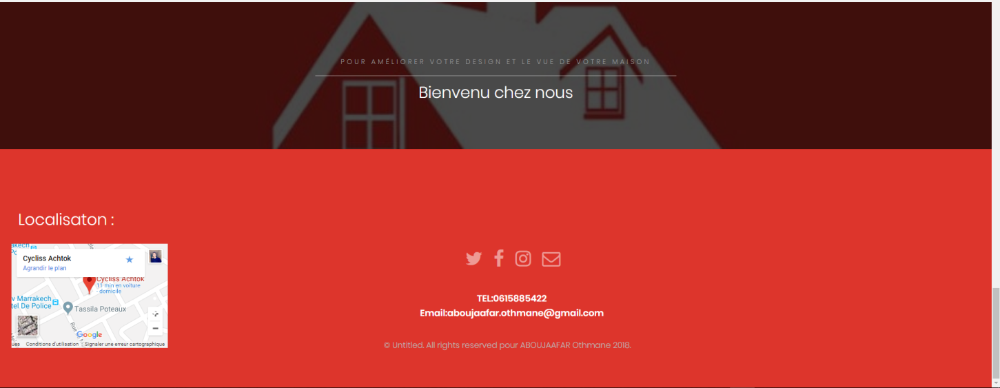 POUR AMÉLIORER VOTRE DESIGN ET LE VUE DE VOTRE MAISON
Bienvenu chez nous
Localisaton :
Cycliss Achtok
Agrandir le plan
Cycliss Achtok
11 min en voiture
- domicile
Marrakech
Tel De Police
Tassila Poteaux
Rue
Google
Conditions d'utilisation
Signaler une erreur cartographique
TEL:0615885422
Email:aboujaafar.othmane@gmail.com
© Untitled. All rights reserved pour ABOUJAAFAR Othmane 2018.